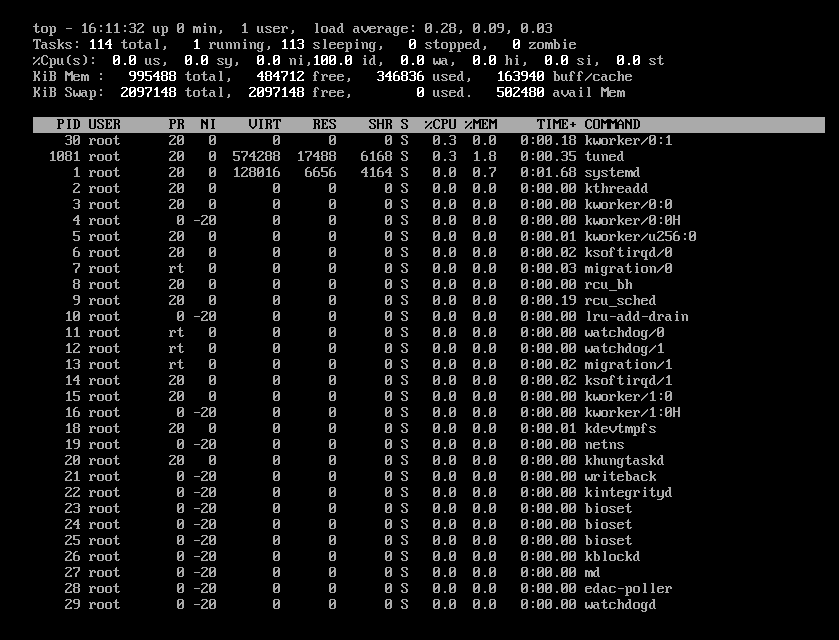 top - 16:11:32 up 0 min,  1 user,  load average: 0.28, 0.09, 0.03
Tasks: 114 total,   1 running, 113 sleeping,   0 stopped,   0 zombie
%Cpu(s):  0.0 us,  0.0 sy,  0.0 ni,100.0 id,  0.0 wa,  0.0 hi,  0.0 si,  0.0 st
KiB Mem :   995488 total,   484712 free,   346836 used,   163940 buff/cache
KiB Swap:  2097148 total,  2097148 free,        0 used.   502480 avail Mem
PID USER      PR  NI    VIRT    RES    SHR S  %CPU %MEM     TIME+ COMMAND
30 root      20   0       0      0      0 S   0.3  0.0   0:00.18 kworker/0:1
1081 root      20   0  574288  17488   6168 S   0.3  1.8   0:00.35 tuned
1 root      20   0  128016   6656   4164 S   0.0  0.7   0:01.68 systemd
2 root      20   0       0      0      0 S   0.0  0.0   0:00.00 kthreadd
3 root      20   0       0      0      0 S   0.0  0.0   0:00.00 kworker/0:0
4 root       0 -20       0      0      0 S   0.0  0.0   0:00.00 kworker/0:0H
5 root      20   0       0      0      0 S   0.0  0.0   0:00.01 kworker/u256:0
6 root      20   0       0      0      0 S   0.0  0.0   0:00.02 ksoftirqd/0
7 root      rt   0       0      0      0 S   0.0  0.0   0:00.03 migration/0
8 root      20   0       0      0      0 S   0.0  0.0   0:00.00 rcu_bh
9 root      20   0       0      0      0 S   0.0  0.0   0:00.19 rcu_sched
10 root       0 -20       0      0      0 S   0.0  0.0   0:00.00 lru-add-drain
11 root      rt   0       0      0      0 S   0.0  0.0   0:00.00 watchdog/0
12 root      rt   0       0      0      0 S   0.0  0.0   0:00.00 watchdog/1
13 root      rt   0       0      0      0 S   0.0  0.0   0:00.02 migration/1
14 root      20   0       0      0      0 S   0.0  0.0   0:00.02 ksoftirqd/1
15 root      20   0       0      0      0 S   0.0  0.0   0:00.00 kworker/1:0
16 root       0 -20       0      0      0 S   0.0  0.0   0:00.00 kworker/1:0H
18 root      20   0       0      0      0 S   0.0  0.0   0:00.01 kdevtmpfs
19 root       0 -20       0      0      0 S   0.0  0.0   0:00.00 netns
20 root      20   0       0      0      0 S   0.0  0.0   0:00.00 khungtaskd
21 root       0 -20       0      0      0 S   0.0  0.0   0:00.00 writeback
22 root       0 -20       0      0      0 S   0.0  0.0   0:00.00 kintegrityd
23 root       0 -20       0      0      0 S   0.0  0.0   0:00.00 bioset
24 root       0 -20       0      0      0 S   0.0  0.0   0:00.00 bioset
25 root       0 -20       0      0      0 S   0.0  0.0   0:00.00 bioset
26 root       0 -20       0      0      0 S   0.0  0.0   0:00.00 kblockd
27 root       0 -20       0      0      0 S   0.0  0.0   0:00.00 md
28 root       0 -20       0      0      0 S   0.0  0.0   0:00.00 edac-poller
29 root       0 -20       0      0      0 S   0.0  0.0   0:00.00 watchdogd